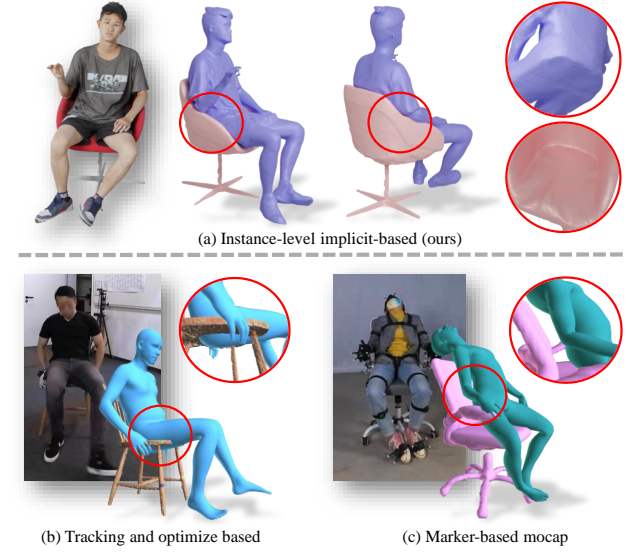 (a) Instance-level implicit-based (ours)
(b) Tracking and optimize based
(c) Marker-based mocap